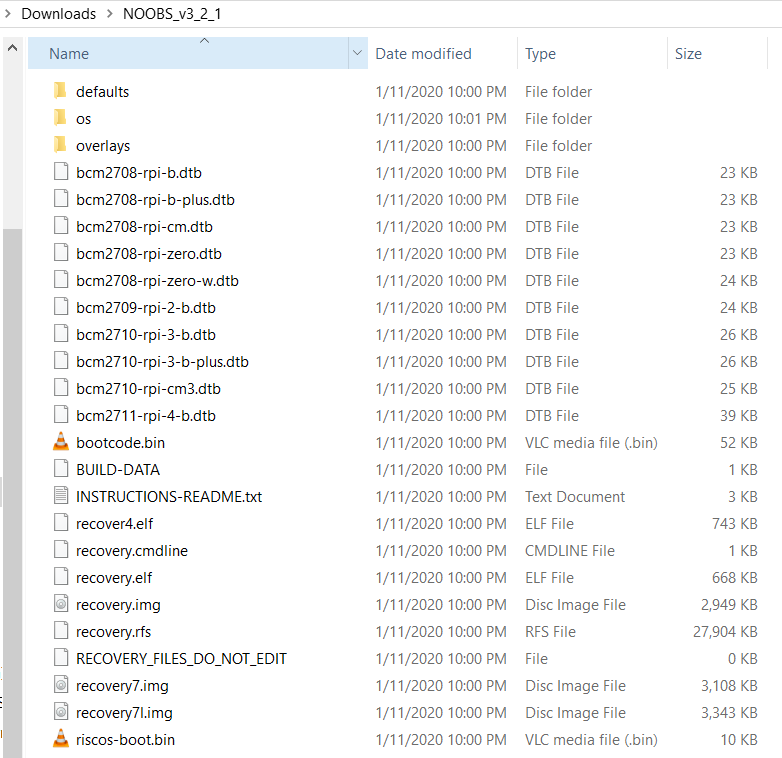 Downloads > NOOBS_v3_2_1
Name Date modified Type Size
defaults 1/11/2020 10:00 PM File folder
os 1/11/2020 10:01 PM File folder
overlays 1/11/2020 10:00 PM File folder
bcm2708-rpi-b.dtb 1/11/2020 10:00 PM DTB File 23 KB
bcm2708-rpi-b-plus.dtb 1/11/2020 10:00 PM DTB File 23 KB
bcm2708-rpi-cm.dtb 1/11/2020 10:00 PM DTB File 23 KB
bcm2708-rpi-zero.dtb 1/11/2020 10:00 PM DTB File 23 KB
bcm2708-rpi-zero-w.dtb 1/11/2020 10:00 PM DTB File 24 KB
bcm2709-rpi-2-b.dtb 1/11/2020 10:00 PM DTB File 24 KB
bcm2710-rpi-3-b.dtb 1/11/2020 10:00 PM DTB File 26 KB
bcm2710-rpi-3-b-plus.dtb 1/11/2020 10:00 PM DTB File 26 KB
bcm2710-rpi-cm3.dtb 1/11/2020 10:00 PM DTB File 25 KB
bcm2711-rpi-4-b.dtb 1/11/2020 10:00 PM DTB File 39 KB
bootcode.bin 1/11/2020 10:00 PM VLC media file (.bin) 52 KB
BUILD-DATA 1/11/2020 10:00 PM File 1 KB
INSTRUCTIONS-README.txt 1/11/2020 10:00 PM Text Document 3 KB
recover4.elf 1/11/2020 10:00 PM ELF File 743 KB
recovery.cmdline 1/11/2020 10:00 PM CMDLINE File 1 KB
recovery.elf 1/11/2020 10:00 PM ELF File 668 KB
recovery.img 1/11/2020 10:00 PM Disc Image File 2,949 KB
recovery.rfs 1/11/2020 10:00 PM RFS File 27,904 KB
RECOVERY_FILES_DO_NOT_EDIT 1/11/2020 10:00 PM File 0 KB
recovery7.img 1/11/2020 10:00 PM Disc Image File 3,108 KB
recovery7l.img 1/11/2020 10:00 PM Disc Image File 3,343 KB
riscos-boot.bin 1/11/2020 10:00 PM VLC media file (.bin) 10 KB